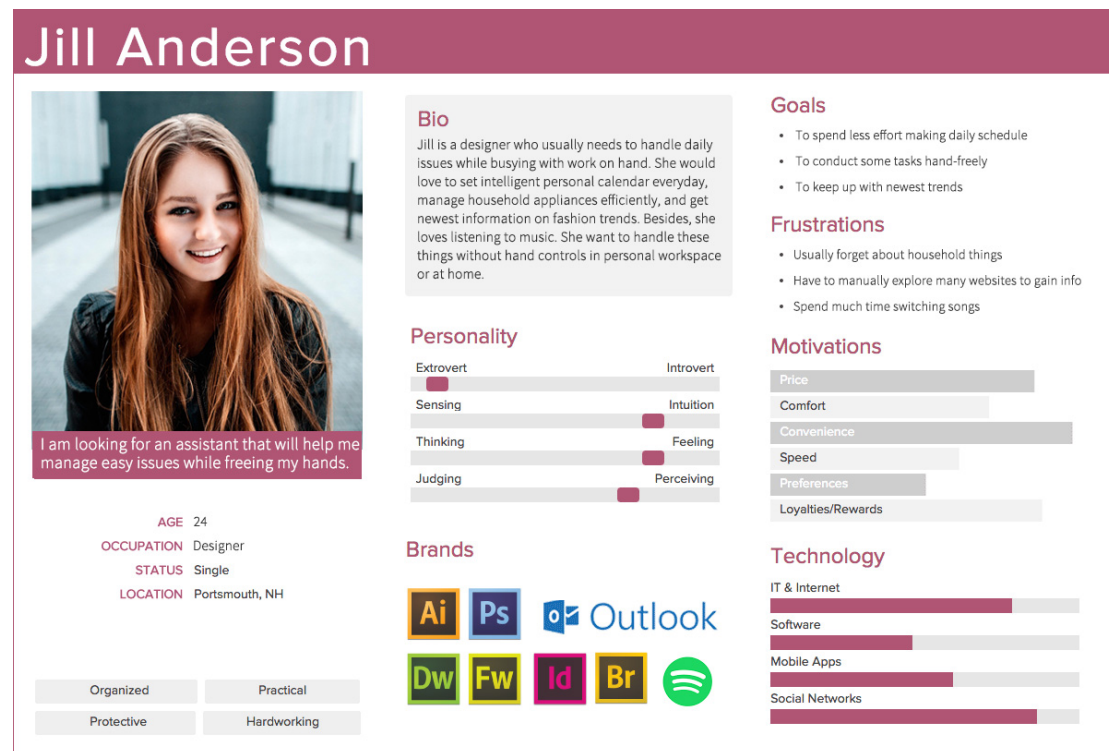 Jill Anderson
I am looking for an assistant that will help me
manage easy issues while freeing my hands.
AGE 24
OCCUPATION Designer
STATUS Single
LOCATION Portsmouth, NH
Organized Practical
Protective Hardworking
Bio
Jill is a designer who usually needs to handle daily
issues while busying with work on hand. She would
love to set intelligent personal calendar everyday,
manage household appliances efficiently, and get
newest information on fashion trends. Besides, she
loves listening to music. She want to handle these
things without hand controls in personal workspace
or at home.
Personality
Extrovert Introvert
Sensing Intuition
Thinking Feeling
Judging Perceiving
Brands
Ai Ps o Outlook
Dw Fw Id Br
Goals
• To spend less effort making daily schedule
• To conduct some tasks hand-freely
• To keep up with newest trends
Frustrations
• Usually forget about household things
• Have to manually explore many websites to gain info
• Spend much time switching songs
Motivations
Price
Comfort
Convenience
Speed
Preferences
Loyalties/Rewards
Technology
IT & Internet
Software
Mobile Apps
Social Networks